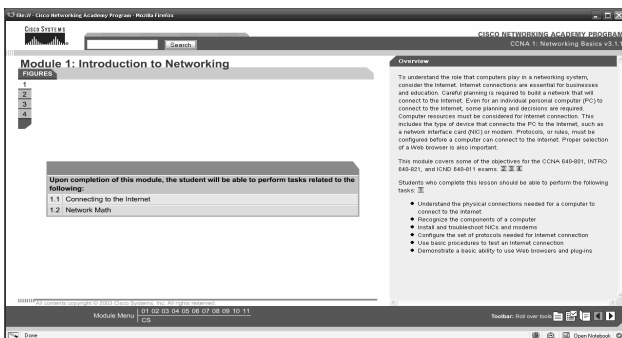 file:// - Cisco Networking Academy Program - Mozilla Firefox
CISCO SYSTEMS
Search
CISCO NETWORKING ACADEMY PROGRAM
CCNA 1: Networking Basics v3.1.1
Module 1: Introduction to Networking
FIGURES
1
2
3
4
Upon completion of this module, the student will be able to perform tasks related to the
following:
1.1 Connecting to the Internet
1.2 Network Math
Overview
To understand the role that computers play in a networking system,
consider the Internet. Internet connections are essential for businesses
and education. Careful planning is required to build a network that will
connect to the Internet. Even for an individual personal computer (PC) to
connect to the Internet, some planning and decisions are required.
Computer resources must be considered for Internet connection. This
includes the type of device that connects the PC to the Internet, such as
a network interface card (NIC) or modem. Protocols, or rules, must be
configured before a computer can connect to the Internet. Proper selection
of a Web browser is also important.
This module covers some of the objectives for the CCNA 640-801, INTRO
640-821, and ICND 640-811 exams.
Students who complete this lesson should be able to perform the following
tasks:
Understand the physical connections needed for a computer to
connect to the Internet
Recognize the components of a computer
Install and troubleshoot NICs and modems
Configure the set of protocols needed for Internet connection
Use basic procedures to test an Internet connection
Demonstrate a basic ability to use Web browsers and plug-ins
All contents copyright © 2003 Cisco Systems, Inc. All rights reserved.
Module Menu 01 02 03 04 05 06 07 08 09 10 11
CS
Toolbar: Roll over tools
Done
Open Notebook